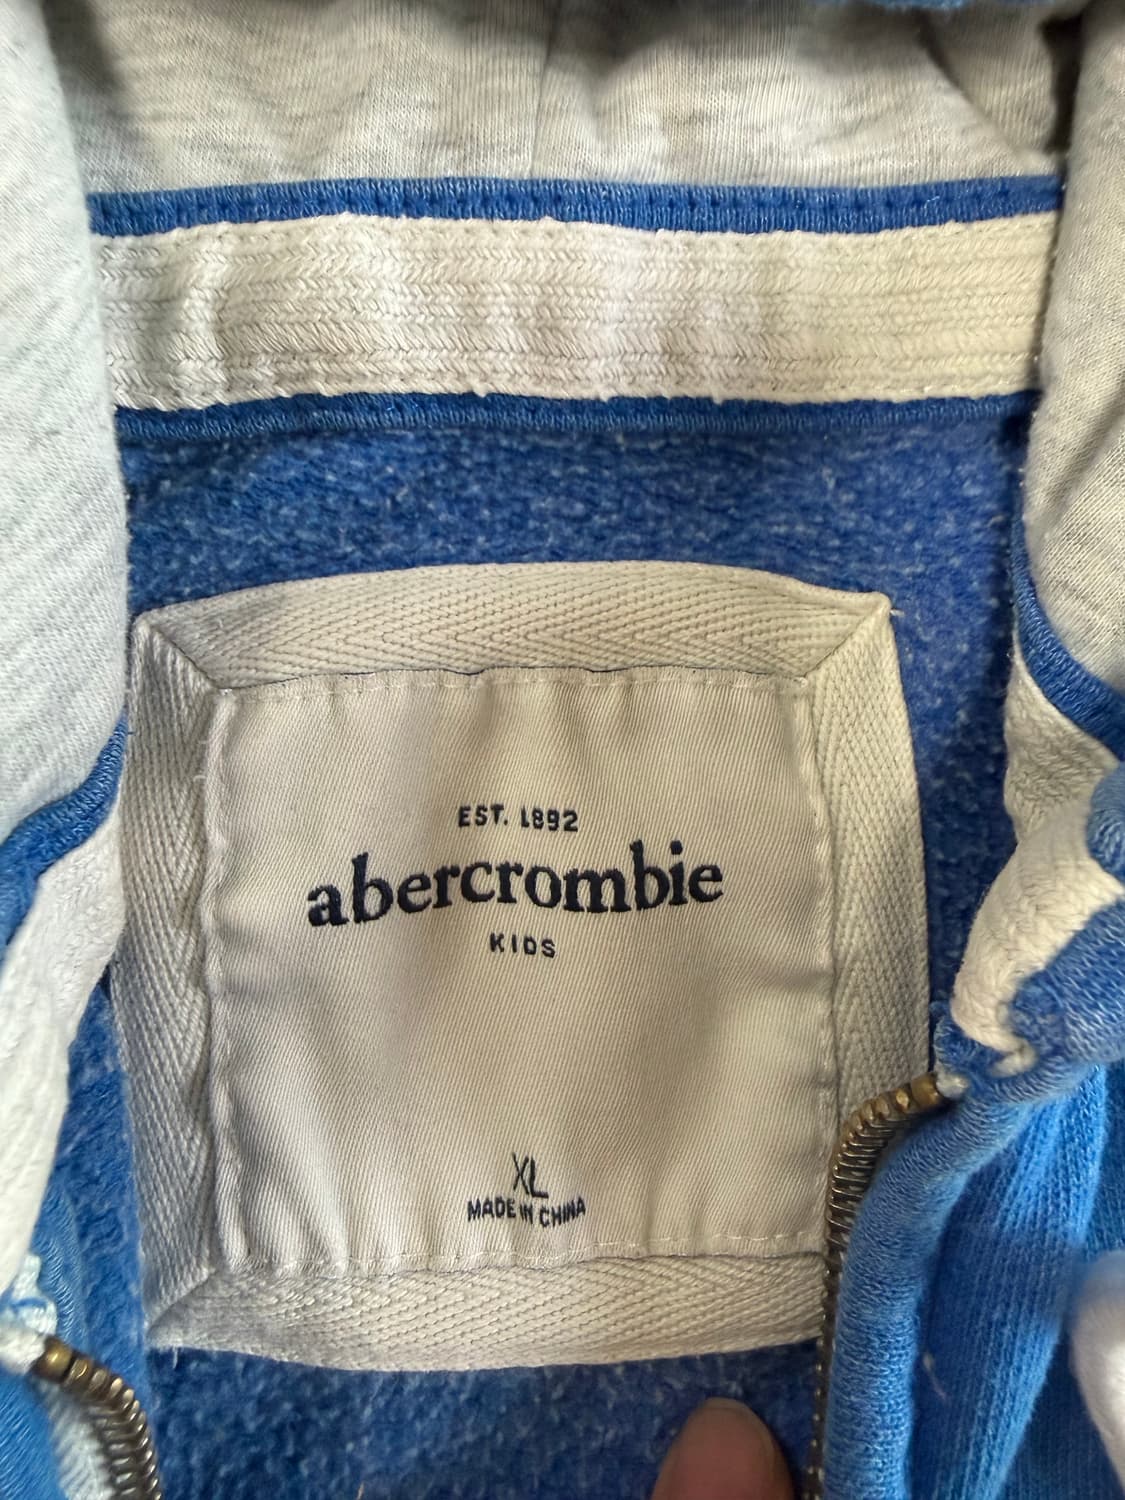 EST. 1892
abercrombie
KIDS
XL
MADE IN CHINA